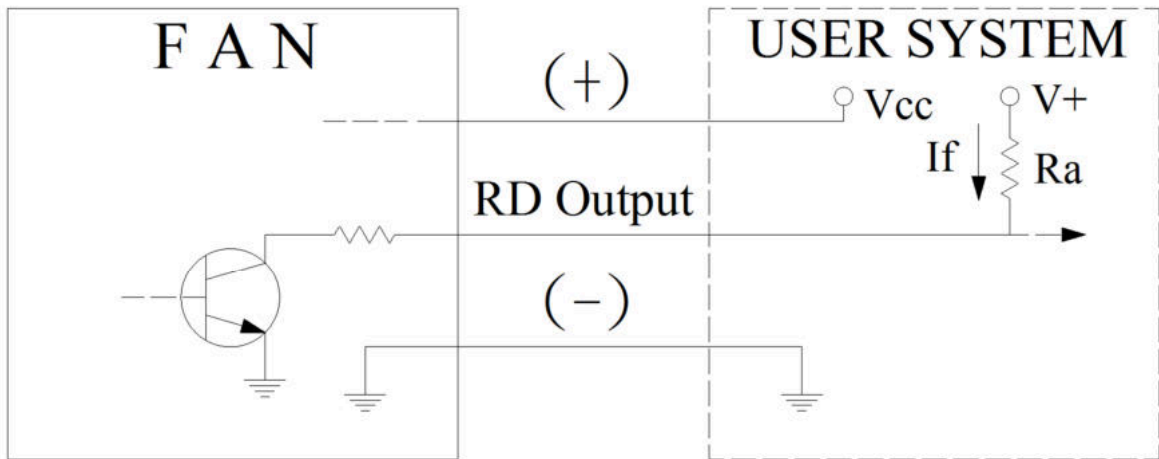 F A N
USER SYSTEM
(+)
Vcc
V+
If
Ra
RD Output
(-)